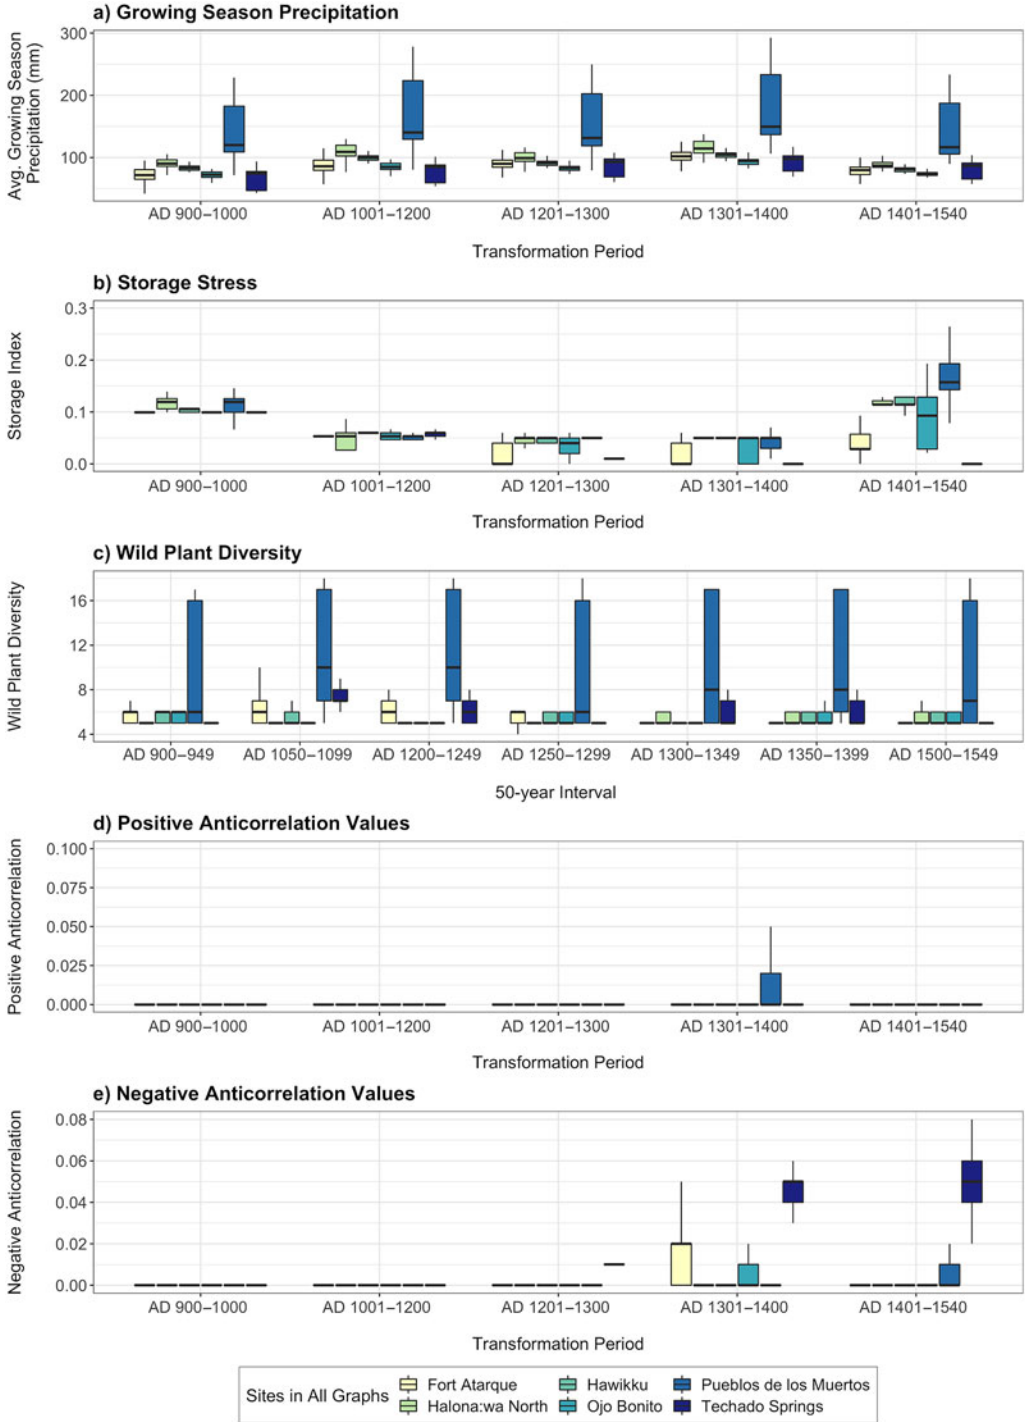 a) Growing Season Precipitation
Avg. Growing Season
Precipitation (mm)
300
200
100
AD 900–1000 AD 1001–1200 AD 1201–1300 AD 1301–1400 AD 1401–1540
Transformation Period
b) Storage Stress
Storage Index
0.3
0.2
0.1
0.0
AD 900–1000 AD 1001–1200 AD 1201–1300 AD 1301–1400 AD 1401–1540
Transformation Period
c) Wild Plant Diversity
Wild Plant Diversity
16
12
8
4
AD 900–949 AD 1050–1099 AD 1200–1249 AD 1250–1299 AD 1300–1349 AD 1350–1399 AD 1500–1549
50-year Interval
d) Positive Anticorrelation Values
Positive Anticorrelation
0.100
0.075
0.050
0.025
0.000
AD 900–1000 AD 1001–1200 AD 1201–1300 AD 1301–1400 AD 1401–1540
Transformation Period
e) Negative Anticorrelation Values
Negative Anticorrelation
0.08
0.06
0.04
0.02
0.00
AD 900–1000 AD 1001–1200 AD 1201–1300 AD 1301–1400 AD 1401–1540
Transformation Period
Sites in All Graphs
Fort Atarque Hawikku Pueblos de los Muertos
Halona:wa North Ojo Bonito Techado Springs